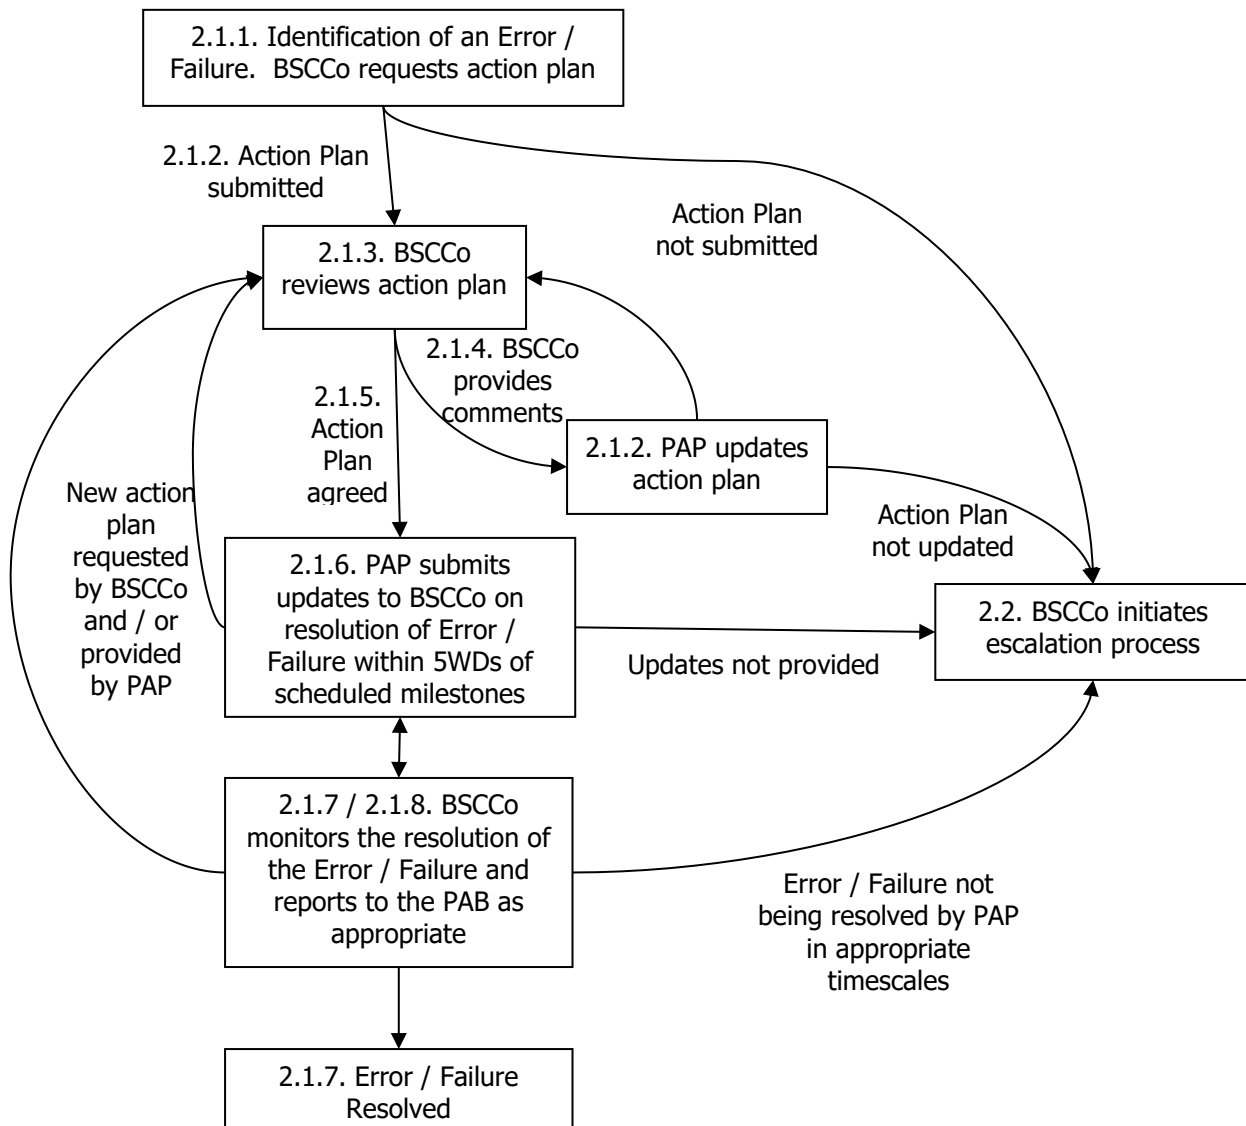 2.1.1. Identification of an Error /
Failure.  BSCCo requests action plan
2.1.2. Action Plan
submitted
Action Plan
not submitted
2.1.3. BSCCo
reviews action plan
2.1.4. BSCCo
provides
comments
2.1.5.
Action
Plan
agreed
2.1.2. PAP updates
action plan
New action
plan
requested
by BSCCo
and / or
provided
by PAP
Action Plan
not updated
2.1.6. PAP submits
updates to BSCCo on
resolution of Error /
Failure within 5WDs of
scheduled milestones
Updates not provided
2.2. BSCCo initiates
escalation process
2.1.7 / 2.1.8. BSCCo
monitors the resolution of
the Error / Failure and
reports to the PAB as
appropriate
Error / Failure not
being resolved by PAP
in appropriate
timescales
2.1.7. Error / Failure
Resolved